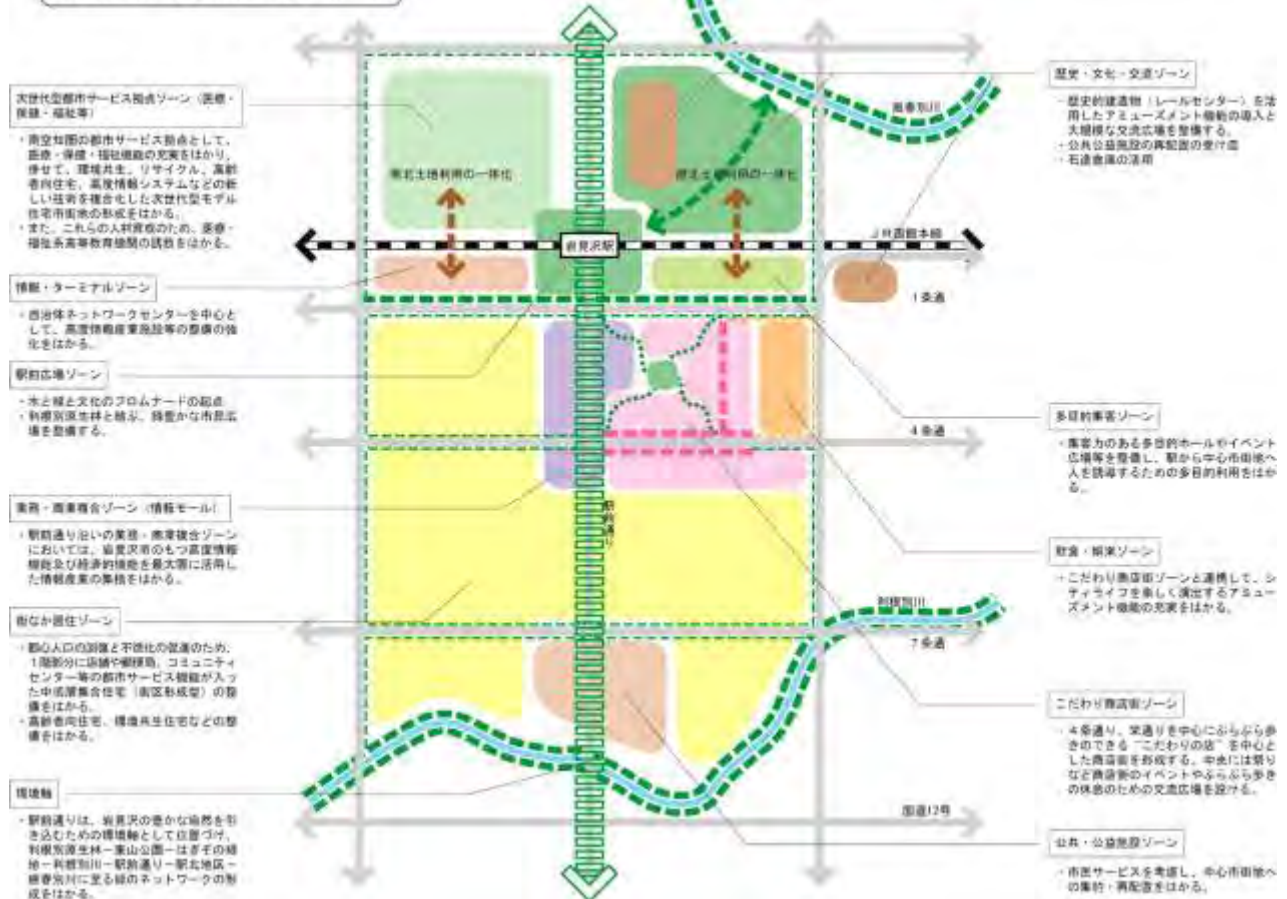 次世代型都市サービス拠点ゾーン（医療・
保健・福祉等）
・南空知圏の都市サービス拠点として、
医療・保健・福祉機能の充実をはかり、
併せて、環境共生、リサイクル、高齢
者向住宅、高度情報システムなどの新
しい技術を複合化した次世代型モデル
住宅市街地の形成をはかる。
・また、これらの人材育成のため、医療・
福祉系高等教育機関の誘致をはかる。
情報・ターミナルゾーン
・自治体ネットワークセンターを中心と
して、高度情報産業施設等の整備の強
化をはかる。
駅前広場ゾーン
・水と緑と文化のプロムナードの起点
・利根別原生林と結ぶ、緑豊かな市民広
場を整備する。
業務・商業複合ゾーン（情報モール）
・駅前通り沿いの業務・商業複合ゾーン
においては、岩見沢市のもつ高度情報
機能及び経済的機能を最大限に活用し
た情報産業の集積をはかる。
街なか居住ゾーン
・都心人口の回復と不燃化の促進のため、
1階部分に店舗や郵便局、コミュニティ
センター等の都市サービス機能が入っ
た中低層集合住宅（街区形成型）の整
備をはかる。
・高齢者向住宅、環境共生住宅などの整
備をはかる。
環境軸
・駅前通りは、岩見沢の豊かな自然を引
き込むための環境軸として位置づけ、
利根別原生林－東山公園－はぎぞの緑
地－利根別川－駅前通り－駅北地区－
幾春別川に至る緑のネットワークの形
成をはかる。
幾春別川
南北土地利用の一体化
南北土地利用の一体化
岩見沢駅
JR函館本線
1条通
4条通
駅前通り
利根別川
7条通
国道12号
歴史・文化・交流ゾーン
・歴史的建造物（レールセンター）を活
用したアミューズメント機能の導入と
大規模な交流広場を整備する。
・公共公益施設の再配置の受け皿
・石造倉庫の活用
多目的集客ゾーン
・集客力のある多目的ホールやイベント
広場等を整備し、駅から中心市街地へ
人を誘導するための多目的利用をはか
る。
飲食・娯楽ゾーン
・こだわり商店街ゾーンと連携して、シ
ティライフを楽しく演出するアミュー
ズメント機能の充実をはかる。
こだわり商店街ゾーン
・4条通り、栄通りを中心にぶらぶら歩
きのできる“こだわりの店”を中心と
した商店街を形成する。中央には祭り
など商店街のイベントやぶらぶら歩き
の休息のための交流広場を設ける。
公共・公益施設ゾーン
・市民サービスを考慮し、中心市街地へ
の集約・再配置をはかる。